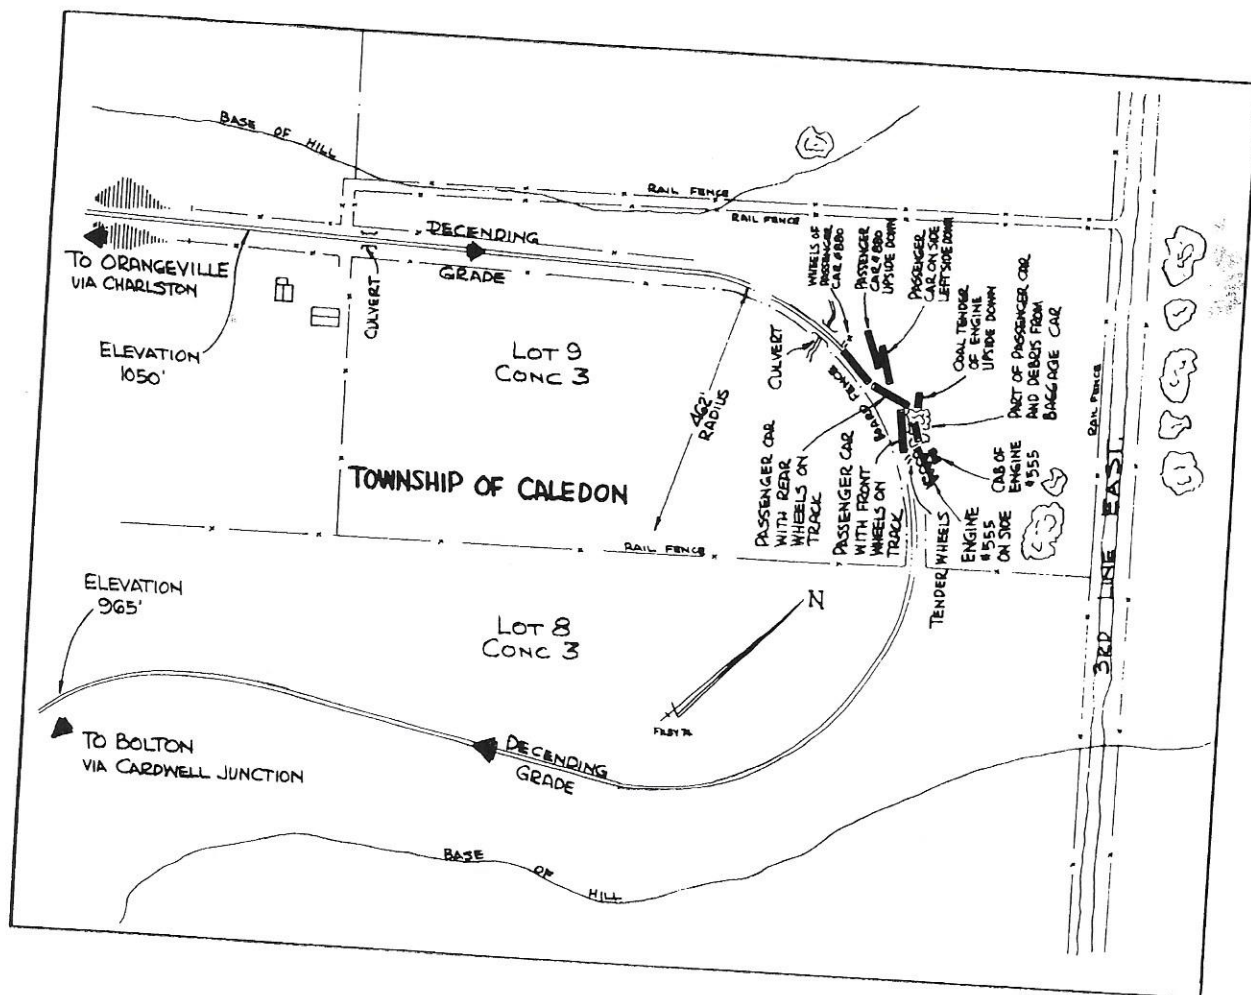 BASE OF HILL
RAIL FENCE
RAIL FENCE
TO ORANGEVILLE
VIA CHARLSTON
CULVERT
DECENDING
GRADE
ELEVATION
1050'
LOT 9
CONC 3
462'
RADIUS
CULVERT
BOARD FENCE
WHEELS OF
PASSENGER
CAR #880
PASSENGER
CAR #880
UPSIDE DOWN
PASSENGER
CAR ON SIDE
LEFT SIDE DOWN
COAL TENDER
OF ENGINE
UPSIDE DOWN
PART OF PASSENGER CAR
AND DEBRIS FROM
BAGGAGE CAR
RAIL FENCE
TOWNSHIP OF CALEDON
PASSENGER CAR
WITH REAR
WHEELS ON
TRACK
PASSENGER CAR
WITH FRONT
WHEELS ON
TRACK
TENDER WHEELS
ENGINE
#555
ON SIDE
CAB OF
ENGINE
#555
3RD LINE EAST
RAIL FENCE
ELEVATION
965'
LOT 8
CONC 3
N
TO BOLTON
VIA CARDWELL JUNCTION
DECENDING
GRADE
BASE OF HILL